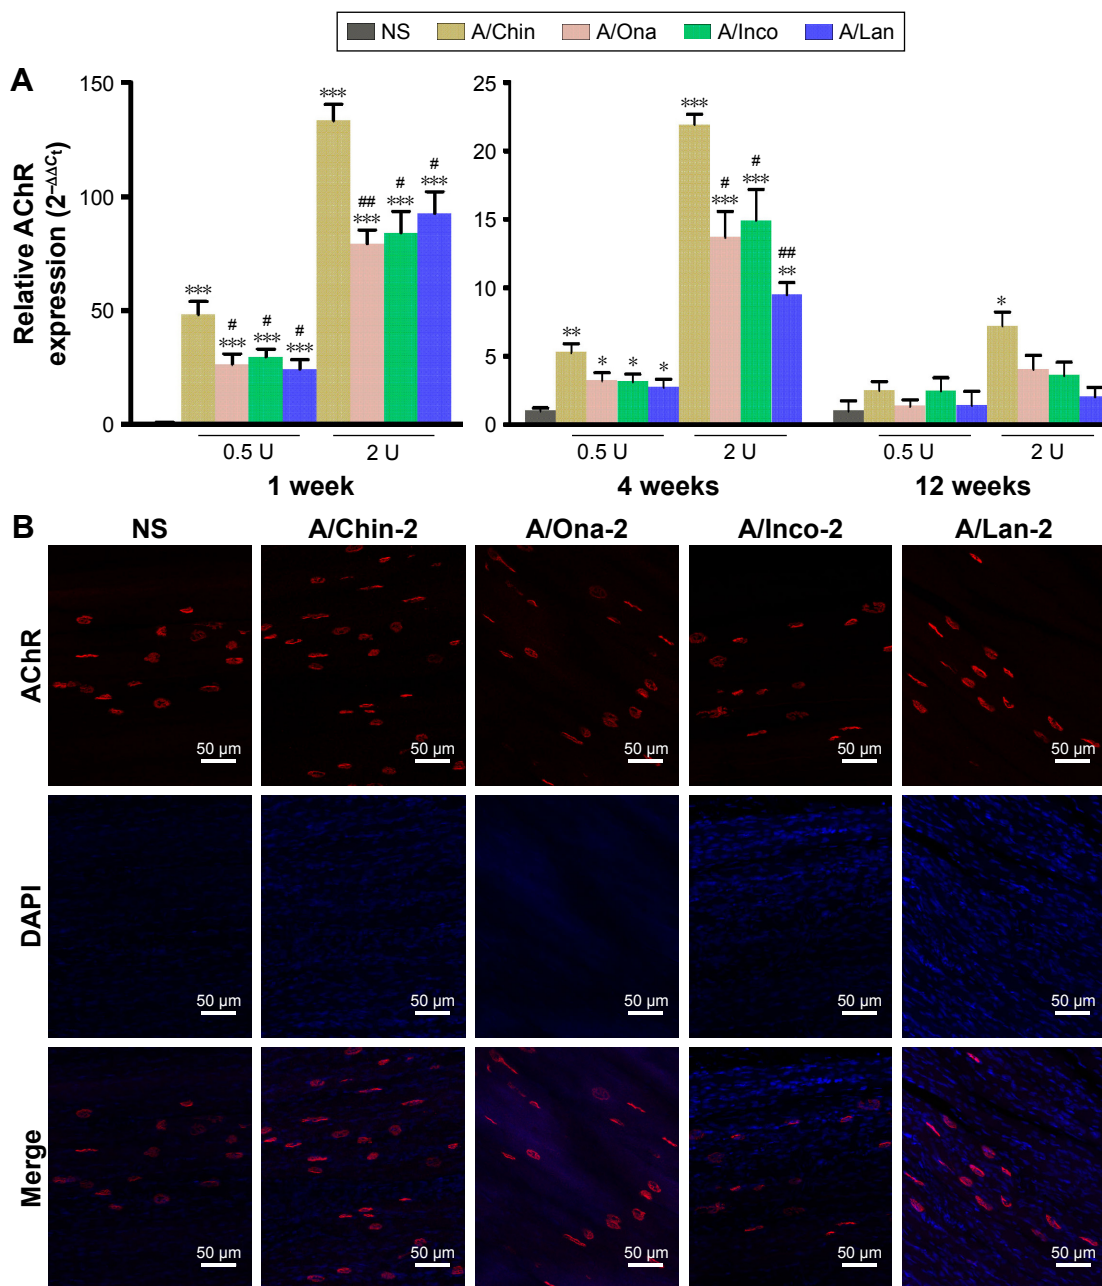 NS A/Chin A/Ona A/Inco A/Lan
A
Relative AChR
expression (2⁻ΔΔCt)
150
100
50
0
***
#
***
#
***
#
***
***
##
***
#
***
#
***
0.5 U 2 U
1 week
25
20
15
10
5
0
**
*
*
*
***
#
***
#
***
##
**
*
0.5 U 2 U 0.5 U 2 U
4 weeks 12 weeks
B
NS A/Chin-2 A/Ona-2 A/Inco-2 A/Lan-2
AChR
50 µm 50 µm 50 µm 50 µm 50 µm
DAPI
50 µm 50 µm 50 µm 50 µm 50 µm
Merge
50 µm 50 µm 50 µm 50 µm 50 µm